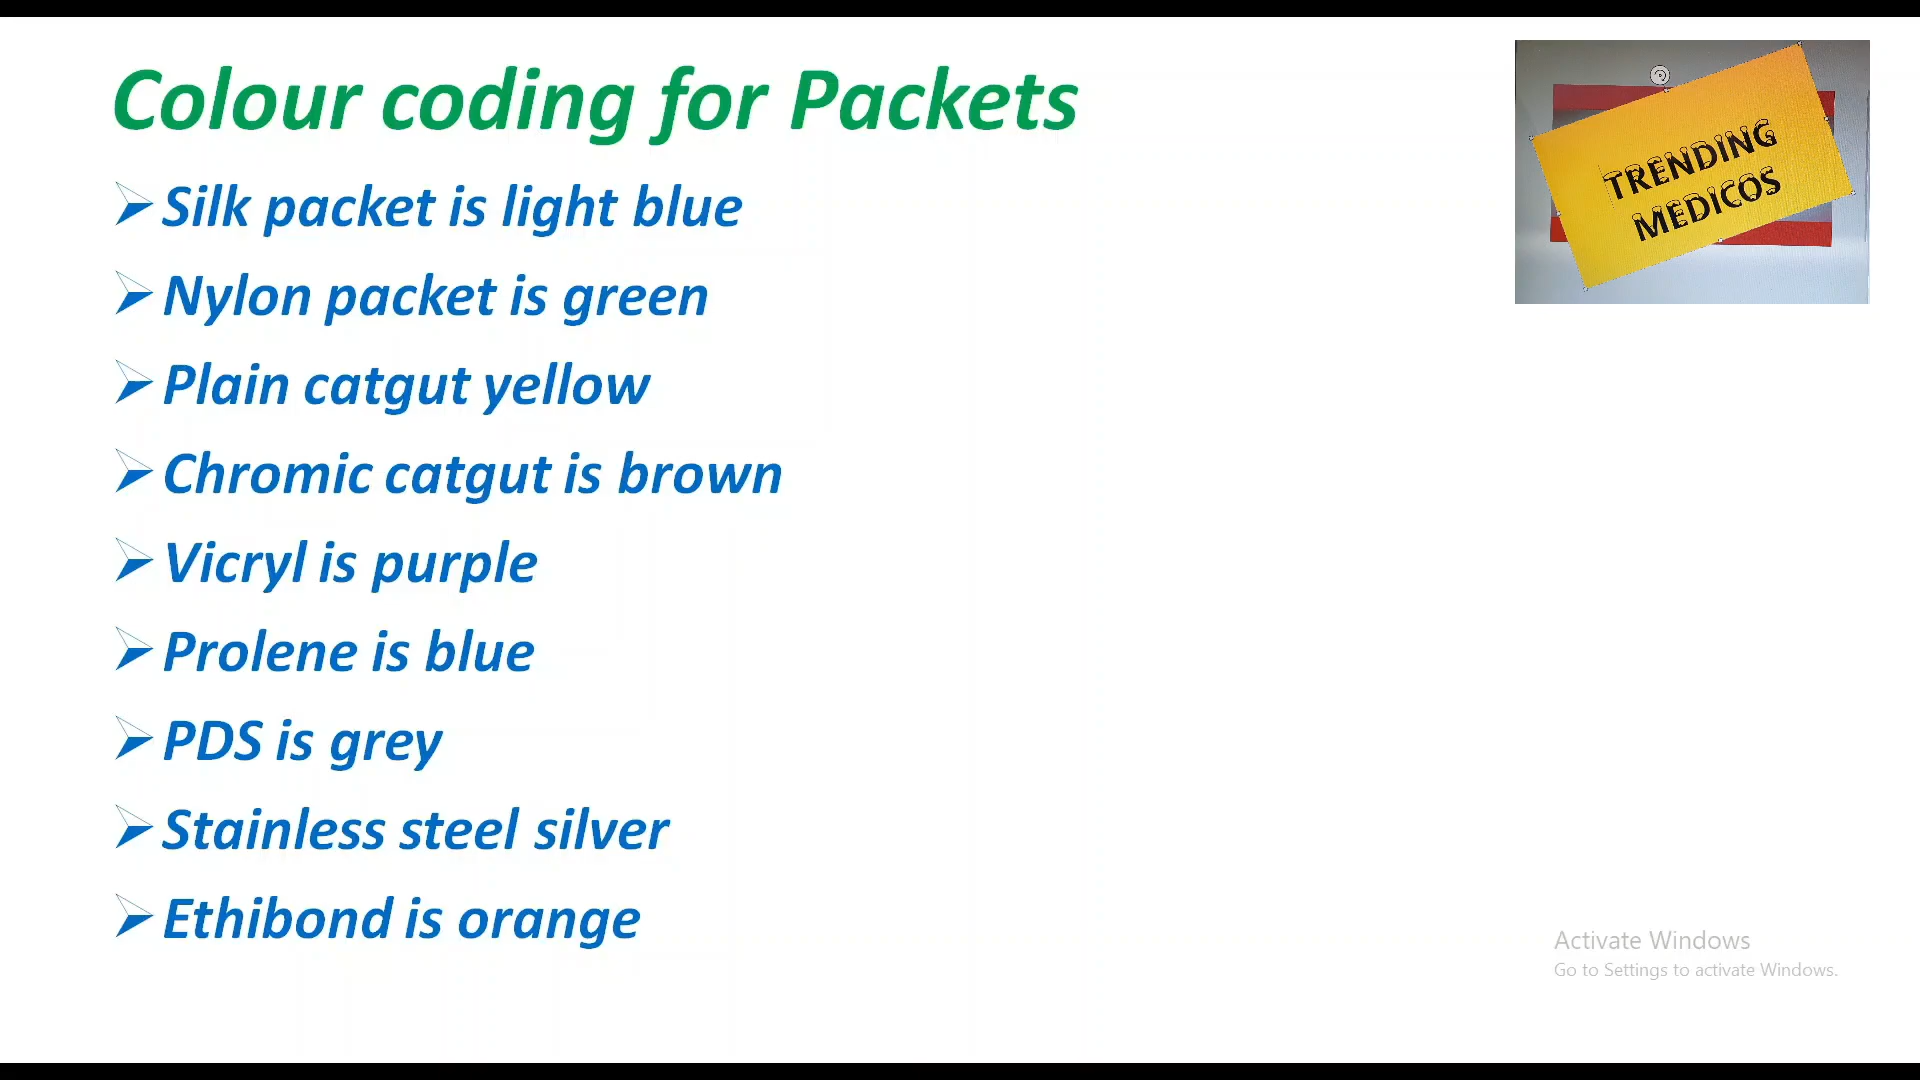 Colour coding for Packets
Silk packet is light blue
Nylon packet is green
Plain catgut yellow
Chromic catgut is brown
Vicryl is purple
Prolene is blue
PDS is grey
Stainless steel silver
Ethibond is orange
TRENDING
MEDICOS
Activate Windows
Go to Settings to activate Windows.